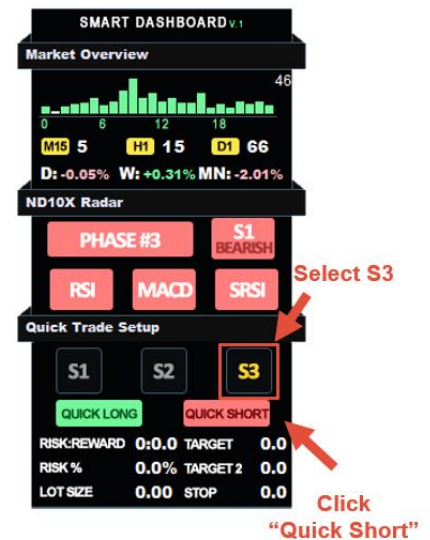 SMART DASHBOARD V.1
Market Overview
46
0 6 12 18
M15 5 H1 15 D1 66
D: -0.05% W: +0.31% MN: -2.01%
ND10X Radar
PHASE #3 S1
BEARISH
RSI MACD SRSI
Select S3
Quick Trade Setup
S1 S2 S3
QUICK LONG QUICK SHORT
RISK:REWARD 0:0.0 TARGET 0.0
RISK % 0.0% TARGET 2 0.0
LOT SIZE 0.00 STOP 0.0
Click
“Quick Short”